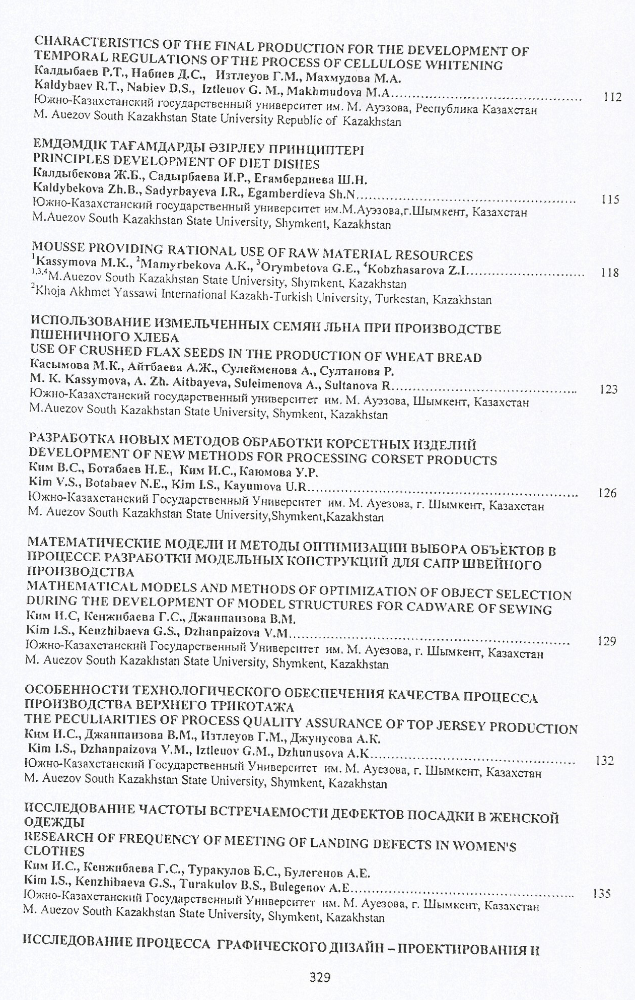 CHARACTERISTICS OF THE FINAL PRODUCTION FOR THE DEVELOPMENT OF
TEMPORAL REGULATIONS OF THE PROCESS OF CELLULOSE WHITENING
Калдыбаев Р.Т., Набиев Д.С., Изтлеуов Г.М., Махмудова М.А.
Kaldybaev R.T., Nabiev D.S., Iztleuov G. M., Makhmudova M.A.......... 112
Южно-Казахстанский государственный университет им. М. Ауэзова, Республика Казахстан
M. Auezov South Kazakhstan State University Republic of Kazakhstan
ЕМДӘМДІК ТАҒАМДАРДЫ ӘЗІРЛЕУ ПРИНЦИПТЕРІ
PRINCIPLES DEVELOPMENT OF DIET DISHES
Калдыбекова Ж.Б., Садырбаева И.Р., Егамбердиева Ш.Н.
Kaldybekova Zh.B., Sadyrbayeva I.R., Egamberdieva Sh.N.......... 115
Южно-Казахстанский государственный университет им.М.Ауэзова,г.Шымкент, Казахстан
M.Auezov South Kazakhstan State University, Shymkent, Kazakhstan
MOUSSE PROVIDING RATIONAL USE OF RAW MATERIAL RESOURCES
¹Kassymova M.K., ²Mamyrbekova A.K., ³Orymbetova G.E., ⁴Kobzhasarova Z.I.......... 118
¹,³,⁴M.Auezov South Kazakhstan State University, Shymkent, Kazakhstan
²Khoja Akhmet Yassawi International Kazakh-Turkish University, Turkestan, Kazakhstan
ИСПОЛЬЗОВАНИЕ ИЗМЕЛЬЧЕННЫХ СЕМЯН ЛЬНА ПРИ ПРОИЗВОДСТВЕ
ПШЕНИЧНОГО ХЛЕБА
USE OF CRUSHED FLAX SEEDS IN THE PRODUCTION OF WHEAT BREAD
Касымова М.К., Айтбаева А.Ж., Сулейменова А., Султанова Р.
M. K. Kassymova, A. Zh. Aitbayeva, Suleimenova A., Sultanova R.......... 123
Южно-Казахстанский государственный университет им. М. Ауэзова, Шымкент, Казахстан
M.Auezov South Kazakhstan State University, Shymkent, Kazakhstan
РАЗРАБОТКА НОВЫХ МЕТОДОВ ОБРАБОТКИ КОРСЕТНЫХ ИЗДЕЛИЙ
DEVELOPMENT OF NEW METHODS FOR PROCESSING CORSET PRODUCTS
Ким В.С., Ботабаев Н.Е., Ким И.С., Каюмова У.Р.
Kim V.S., Botabaev N.E., Kim I.S., Kayumova U.R.......... 126
Южно-Казахстанский Государственный Университет им. М. Ауезова, г. Шымкент, Казахстан
M. Auezov South Kazakhstan State University,Shymkent,Kazakhstan
МАТЕМАТИЧЕСКИЕ МОДЕЛИ И МЕТОДЫ ОПТИМИЗАЦИИ ВЫБОРА ОБЪЕКТОВ В
ПРОЦЕССЕ РАЗРАБОТКИ МОДЕЛЬНЫХ КОНСТРУКЦИЙ ДЛЯ САПР ШВЕЙНОГО
ПРОИЗВОДСТВА
MATHEMATICAL MODELS AND METHODS OF OPTIMIZATION OF OBJECT SELECTION
DURING THE DEVELOPMENT OF MODEL STRUCTURES FOR CADWARE OF SEWING
Ким И.С, Кенжибаева Г.С., Джанпаизова В.М.
Kim I.S., Kenzhibaeva G.S., Dzhanpaizova V.M.......... 129
Южно-Казахстанский Государственный Университет им. М. Ауезова, г. Шымкент, Казахстан
M. Auezov South Kazakhstan State University, Shymkent, Kazakhstan
ОСОБЕННОСТИ ТЕХНОЛОГИЧЕСКОГО ОБЕСПЕЧЕНИЯ КАЧЕСТВА ПРОЦЕССА
ПРОИЗВОДСТВА ВЕРХНЕГО ТРИКОТАЖА
THE PECULIARITIES OF PROCESS QUALITY ASSURANCE OF TOP JERSEY PRODUCTION
Ким И.С., Джанпаизова В.М., Изтлеуов Г.М., Джунусова А.К.
Kim I.S., Dzhanpaizova V.M., Iztleuov G.M., Dzhunusova A.K.......... 132
Южно-Казахстанский Государственный Университет им. М. Ауезова, г. Шымкент, Казахстан
M. Auezov South Kazakhstan State University, Shymkent, Kazakhstan
ИССЛЕДОВАНИЕ ЧАСТОТЫ ВСТРЕЧАЕМОСТИ ДЕФЕКТОВ ПОСАДКИ В ЖЕНСКОЙ
ОДЕЖДЫ
RESEARCH OF FREQUENCY OF MEETING OF LANDING DEFECTS IN WOMEN'S
CLOTHES
Ким И.С., Кенжибаева Г.С., Туракулов Б.С., Булегенов А.Е.
Kim I.S., Kenzhibaeva G.S., Turakulov B.S., Bulegenov A.E.......... 135
Южно-Казахстанский Государственный Университет им. М. Ауезова, г. Шымкент, Казахстан
M. Auezov South Kazakhstan State University, Shymkent, Kazakhstan
ИССЛЕДОВАНИЕ ПРОЦЕССА ГРАФИЧЕСКОГО ДИЗАЙН – ПРОЕКТИРОВАНИЯ И
329